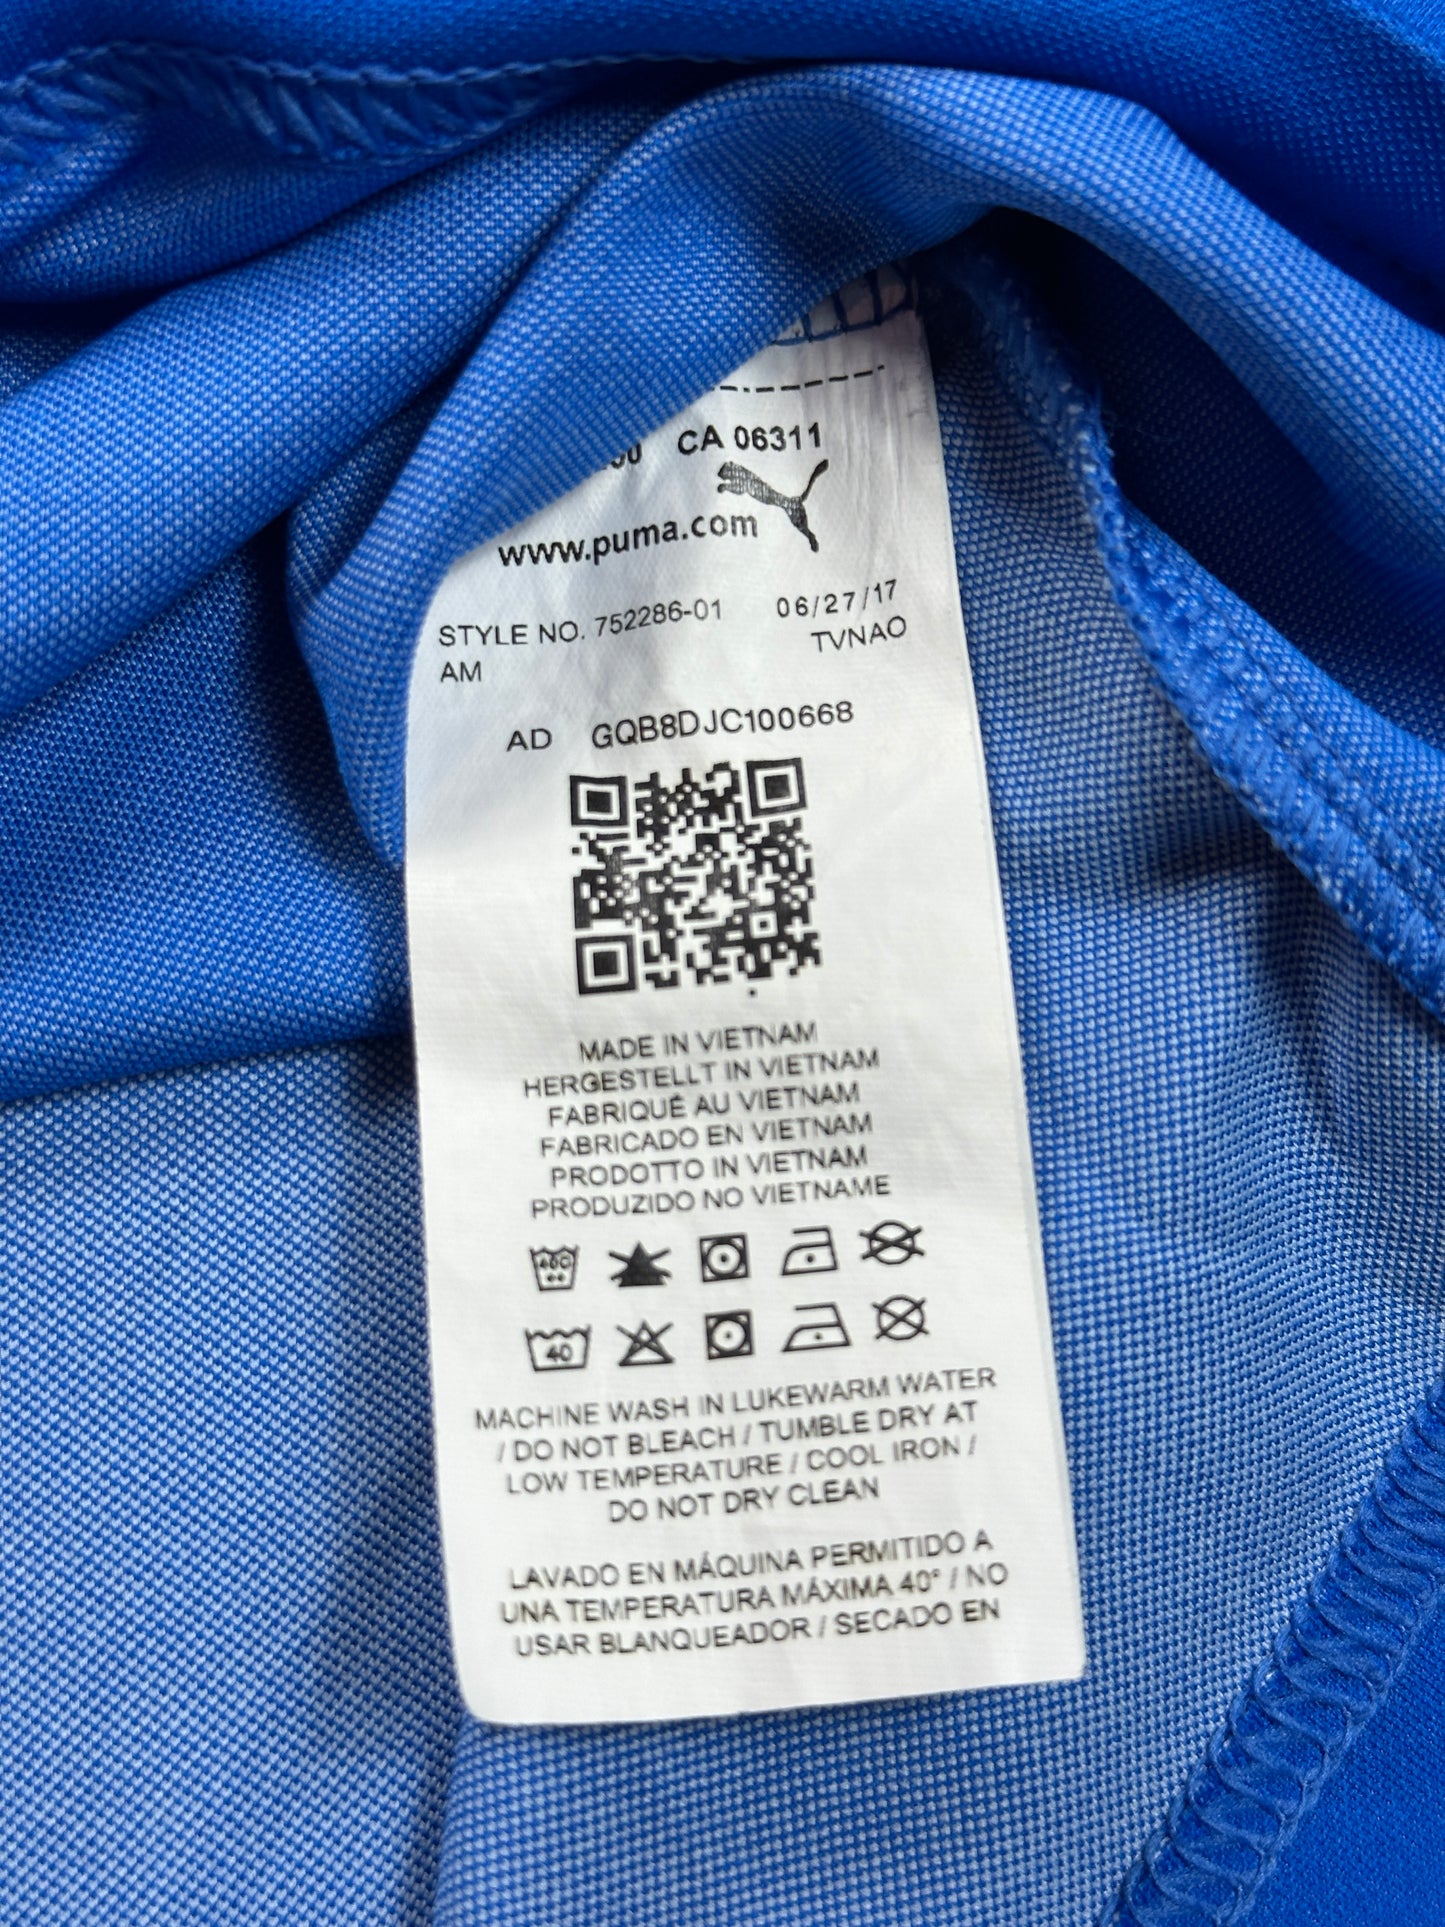 CA 06311
www.puma.com
STYLE NO. 752286-01 06/27/17
AM TVNAO
AD GQB8DJC100668
MADE IN VIETNAM
HERGESTELLT IN VIETNAM
FABRIQUÉ AU VIETNAM
FABRICADO EN VIETNAM
PRODOTTO IN VIETNAM
PRODUZIDO NO VIETNAME
40
MACHINE WASH IN LUKEWARM WATER
/ DO NOT BLEACH / TUMBLE DRY AT
LOW TEMPERATURE / COOL IRON /
DO NOT DRY CLEAN
LAVADO EN MÁQUINA PERMITIDO A
UNA TEMPERATURA MÁXIMA 40° / NO
USAR BLANQUEADOR / SECADO EN